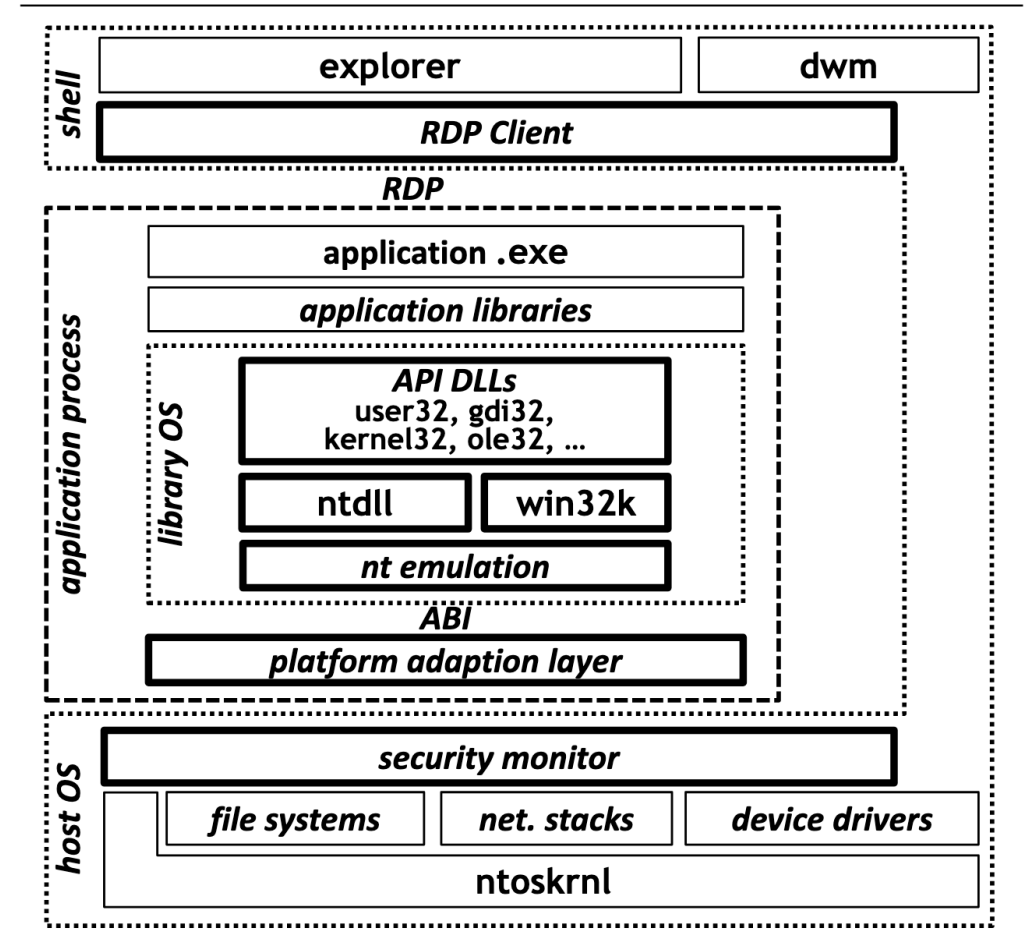 explorer
dwm
shell
RDP Client
RDP
application .exe
application libraries
application process
library OS
API DLLs
user32, gdi32,
kernel32, ole32, ...
ntdll
win32k
nt emulation
ABI
platform adaption layer
host OS
security monitor
file systems
net. stacks
device drivers
ntoskrnl